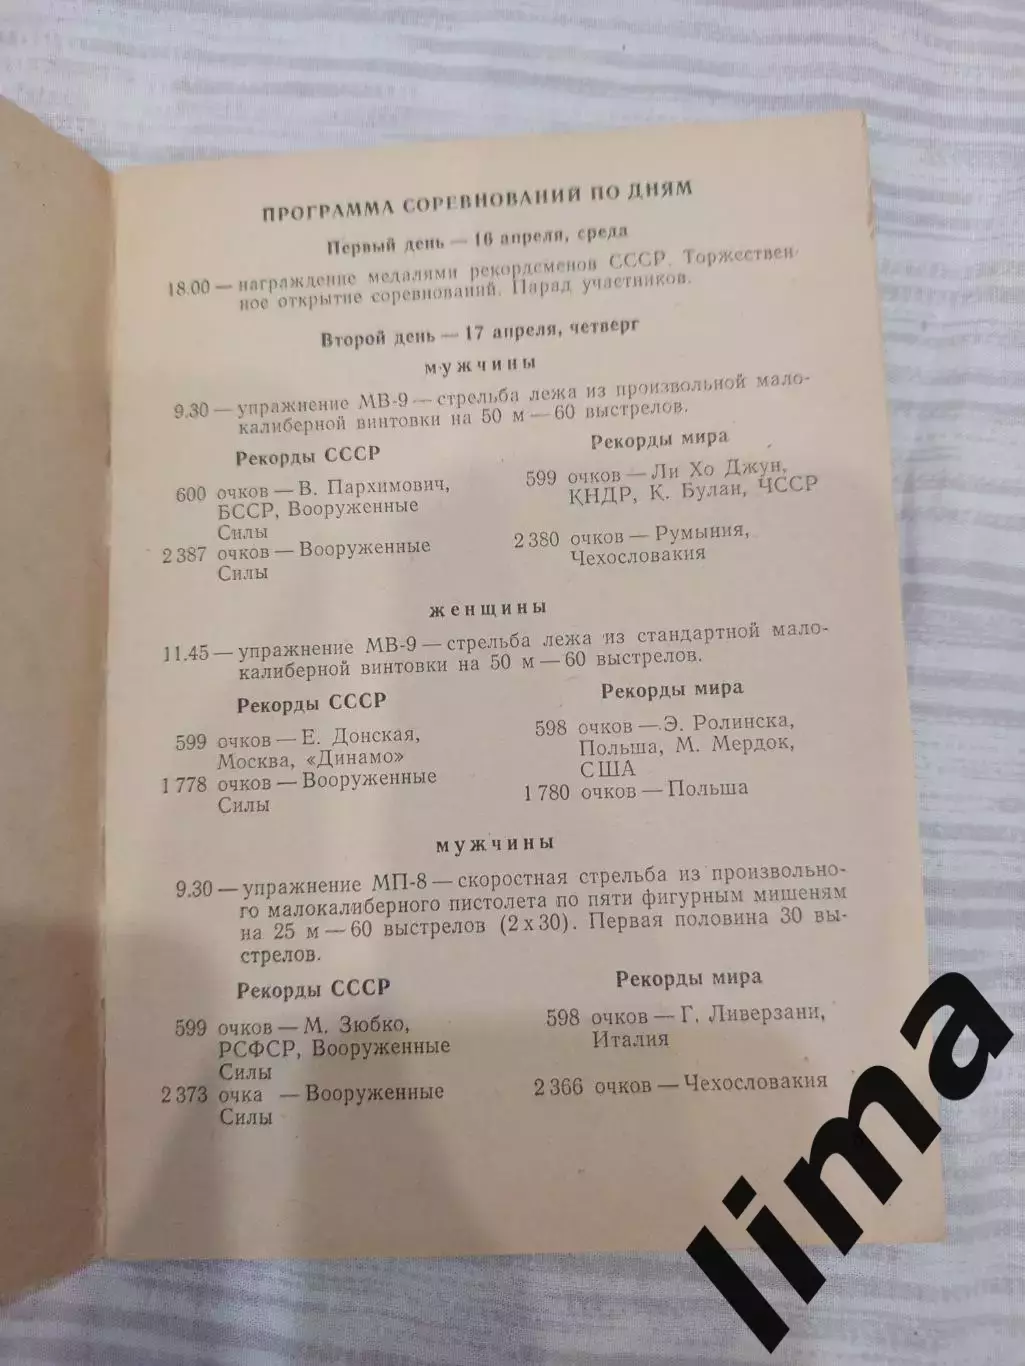 ПРОГРАММА СОРЕВНОВАНИЙ ПО ДНЯМ
Первый день — 16 апреля, среда
18.00 — награждение медалями рекордсменов СССР. Торжествен-
ное открытие соревнований. Парад участников.
Второй день — 17 апреля, четверг
мужчины
9.30 — упражнение МВ-9 — стрельба лежа из произвольной мало-
калиберной винтовки на 50 м — 60 выстрелов.
Рекорды СССР
600 очков — В. Пархимович,
БССР, Вооруженные
Силы
2 387 очков — Вооруженные
Силы
Рекорды мира
599 очков — Ли Хо Джун,
КНДР, К. Булан, ЧССР
2 380 очков — Румыния,
Чехословакия
женщины
11.45 — упражнение МВ-9 — стрельба лежа из стандартной мало-
калиберной винтовки на 50 м — 60 выстрелов.
Рекорды СССР
599 очков — Е. Донская,
Москва, «Динамо»
1 778 очков — Вооруженные
Силы
Рекорды мира
598 очков — Э. Ролинска,
Польша, М. Мердок,
США
1 780 очков — Польша
мужчины
9.30 — упражнение МП-8 — скоростная стрельба из произвольно-
го малокалиберного пистолета по пяти фигурным мишеням
на 25 м — 60 выстрелов (2х30). Первая половина 30 вы-
стрелов.
Рекорды СССР
599 очков — М. Зюбко,
РСФСР, Вооруженные
Силы
2 373 очка — Вооруженные
Силы
Рекорды мира
598 очков — Г. Ливерзани,
Италия
2 366 очков — Чехословакия
lima